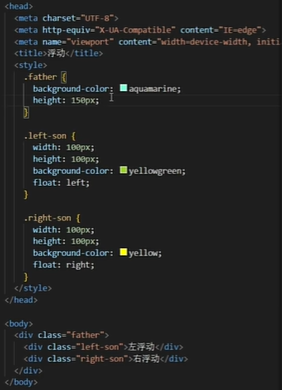 <head>
<meta charset="UTF-8">
<meta http-equiv="X-UA-Compatible" content="IE=edge">
<meta name="viewport" content="width=device-width, initi
<title>浮动</title>
<style>
.father {
background-color: aquamarine;
height: 150px;
}
.left-son {
width: 100px;
height: 100px;
background-color: yellowgreen;
float: left;
}
.right-son {
width: 100px;
height: 100px;
background-color: yellow;
float: right;
}
</style>
</head>
<body>
<div class="father">
<div class="left-son">左浮动</div>
<div class="right-son">右浮动</div>
</div>
</body>